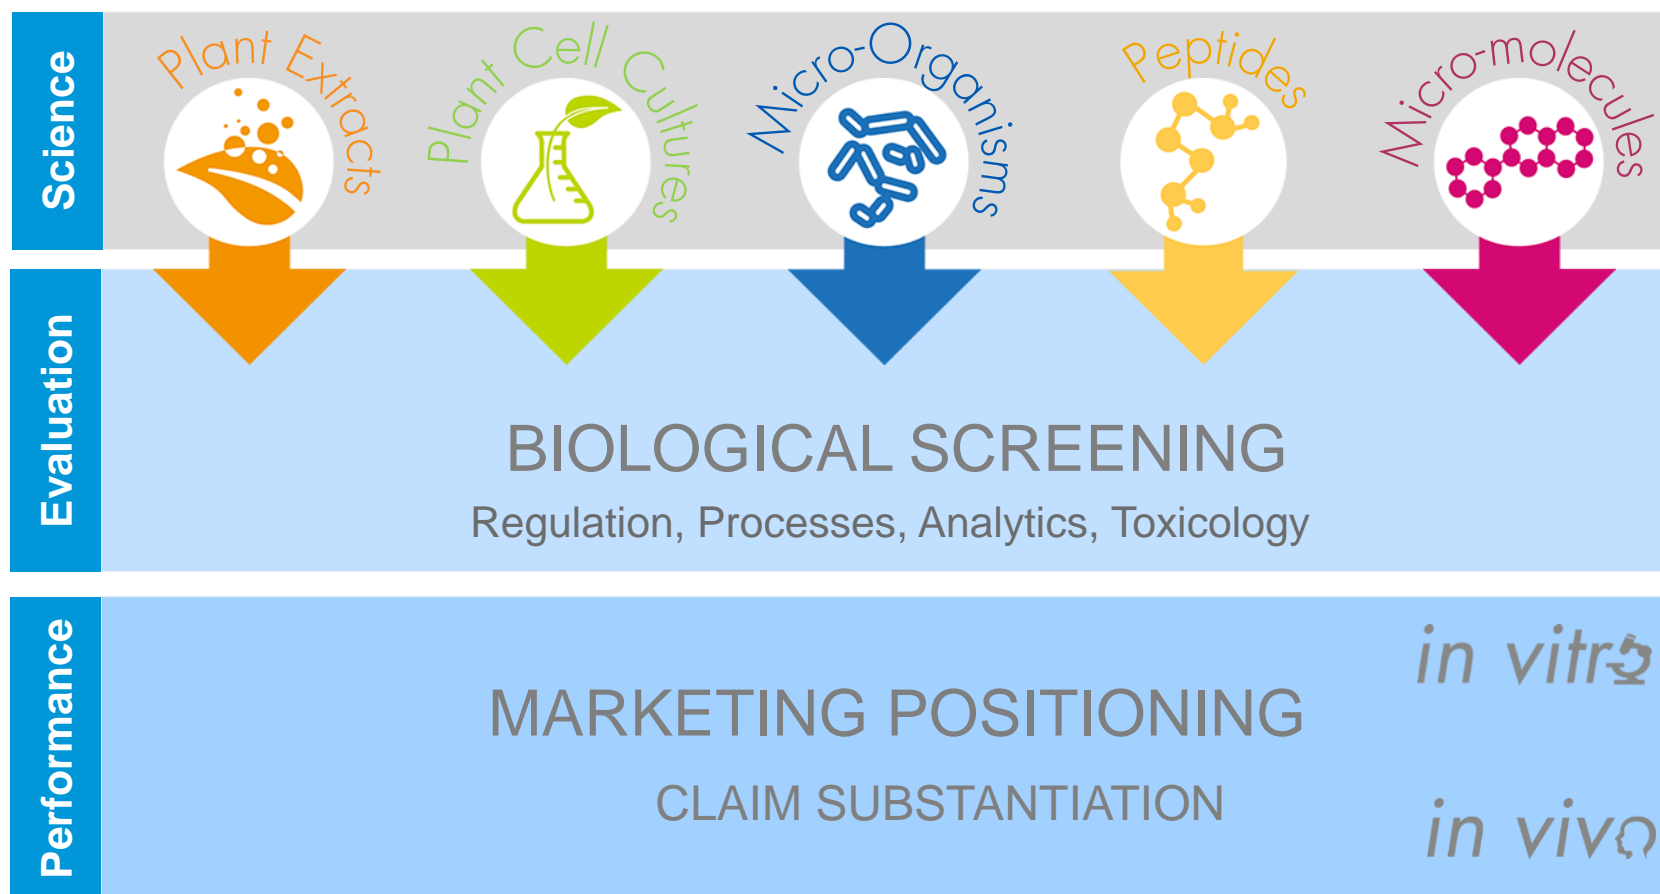 Science
Plant Extracts
Plant Cell Cultures
Micro-Organisms
Peptides
Micro-molecules
Evaluation
BIOLOGICAL SCREENING
Regulation, Processes, Analytics, Toxicology
Performance
in vitro
MARKETING POSITIONING
CLAIM SUBSTANTIATION
in vivo